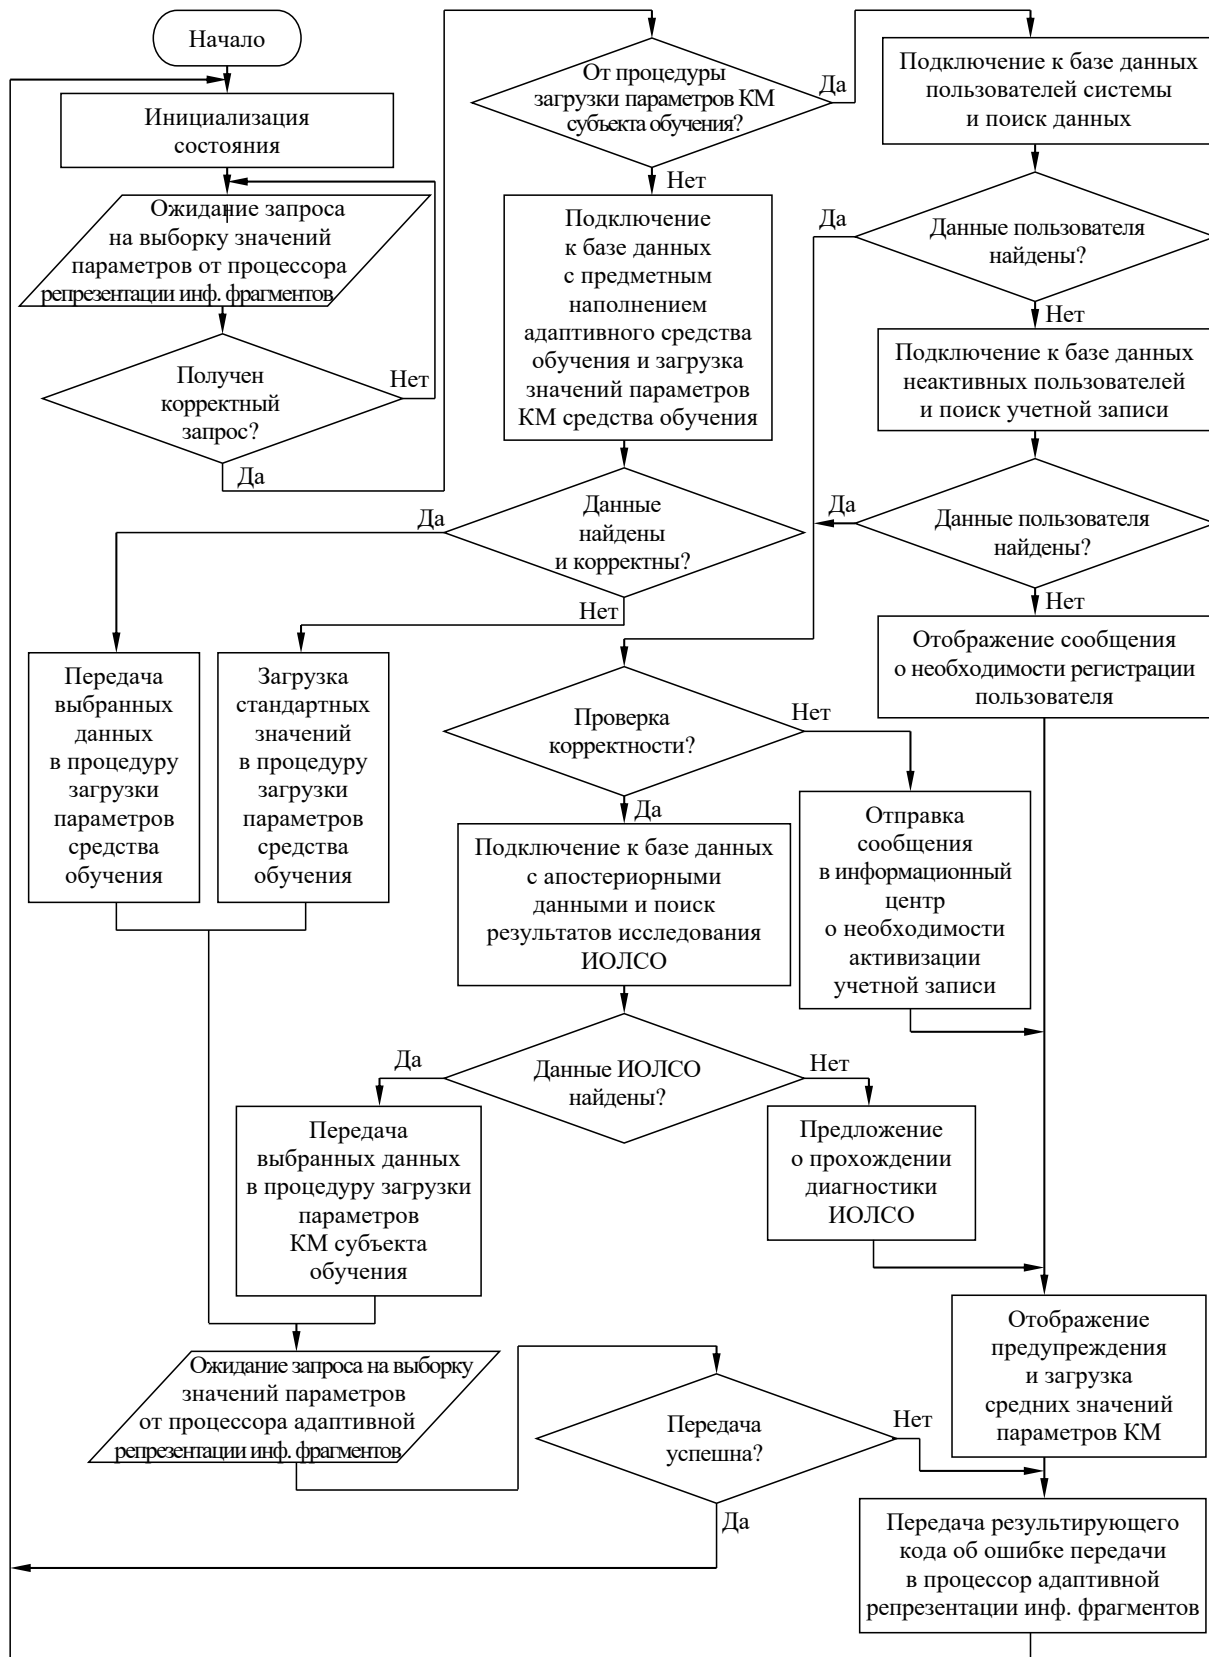 Начало
Инициализация
состояния
Ожидание запроса
на выборку значений
параметров от процессора
репрезентации инф. фрагментов
Получен
корректный
запрос?
Нет
Да
От процедуры
загрузки параметров КМ
субъекта обучения?
Да
Нет
Подключение к базе данных
пользователей системы
и поиск данных
Подключение
к базе данных
с предметным
наполнением
адаптивного средства
обучения и загрузка
значений параметров
КМ средства обучения
Да
Данные пользователя
найдены?
Нет
Подключение к базе данных
неактивных пользователей
и поиск учетной записи
Да
Данные
найдены
и корректны?
Нет
Да
Данные пользователя
найдены?
Нет
Отображение сообщения
о необходимости регистрации
пользователя
Передача
выбранных
данных
в процедуру
загрузки
параметров
средства
обучения
Загрузка
стандартных
значений
в процедуру
загрузки
параметров
средства
обучения
Проверка
корректности?
Нет
Да
Подключение к базе данных
с апостериорными
данными и поиск
результатов исследования
ИОЛСО
Отправка
сообщения
в информационный
центр
о необходимости
активизации
учетной записи
Да
Данные ИОЛСО
найдены?
Нет
Передача
выбранных данных
в процедуру загрузки
параметров
КМ субъекта
обучения
Предложение
о прохождении
диагностики
ИОЛСО
Отображение
предупреждения
и загрузка
средних значений
параметров КМ
Ожидание запроса на выборку
значений параметров
от процессора адаптивной
репрезентации инф. фрагментов
Передача
успешна?
Нет
Да
Передача результирующего
кода об ошибке передачи
в процессор адаптивной
репрезентации инф. фрагментов